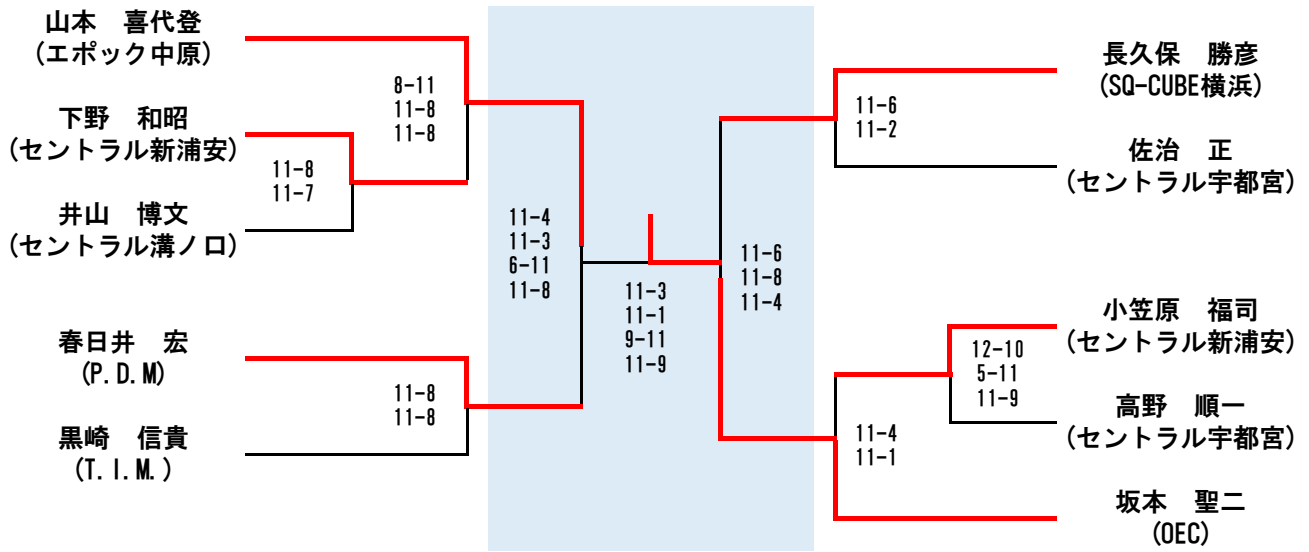 山本　喜代登
(エポック中原)
下野　和昭
(セントラル新浦安)
井山　博文
(セントラル溝ノ口)
春日井　宏
(P.D.M)
黒崎　信貴
(T.I.M.)
11-8
11-7
8-11
11-8
11-8
11-8
11-8
11-4
11-3
6-11
11-8
11-3
11-1
9-11
11-9
11-6
11-8
11-4
11-6
11-2
12-10
5-11
11-9
11-4
11-1
長久保　勝彦
(SQ-CUBE横浜)
佐治　正
(セントラル宇都宮)
小笠原　福司
(セントラル新浦安)
高野　順一
(セントラル宇都宮)
坂本　聖二
(OEC)